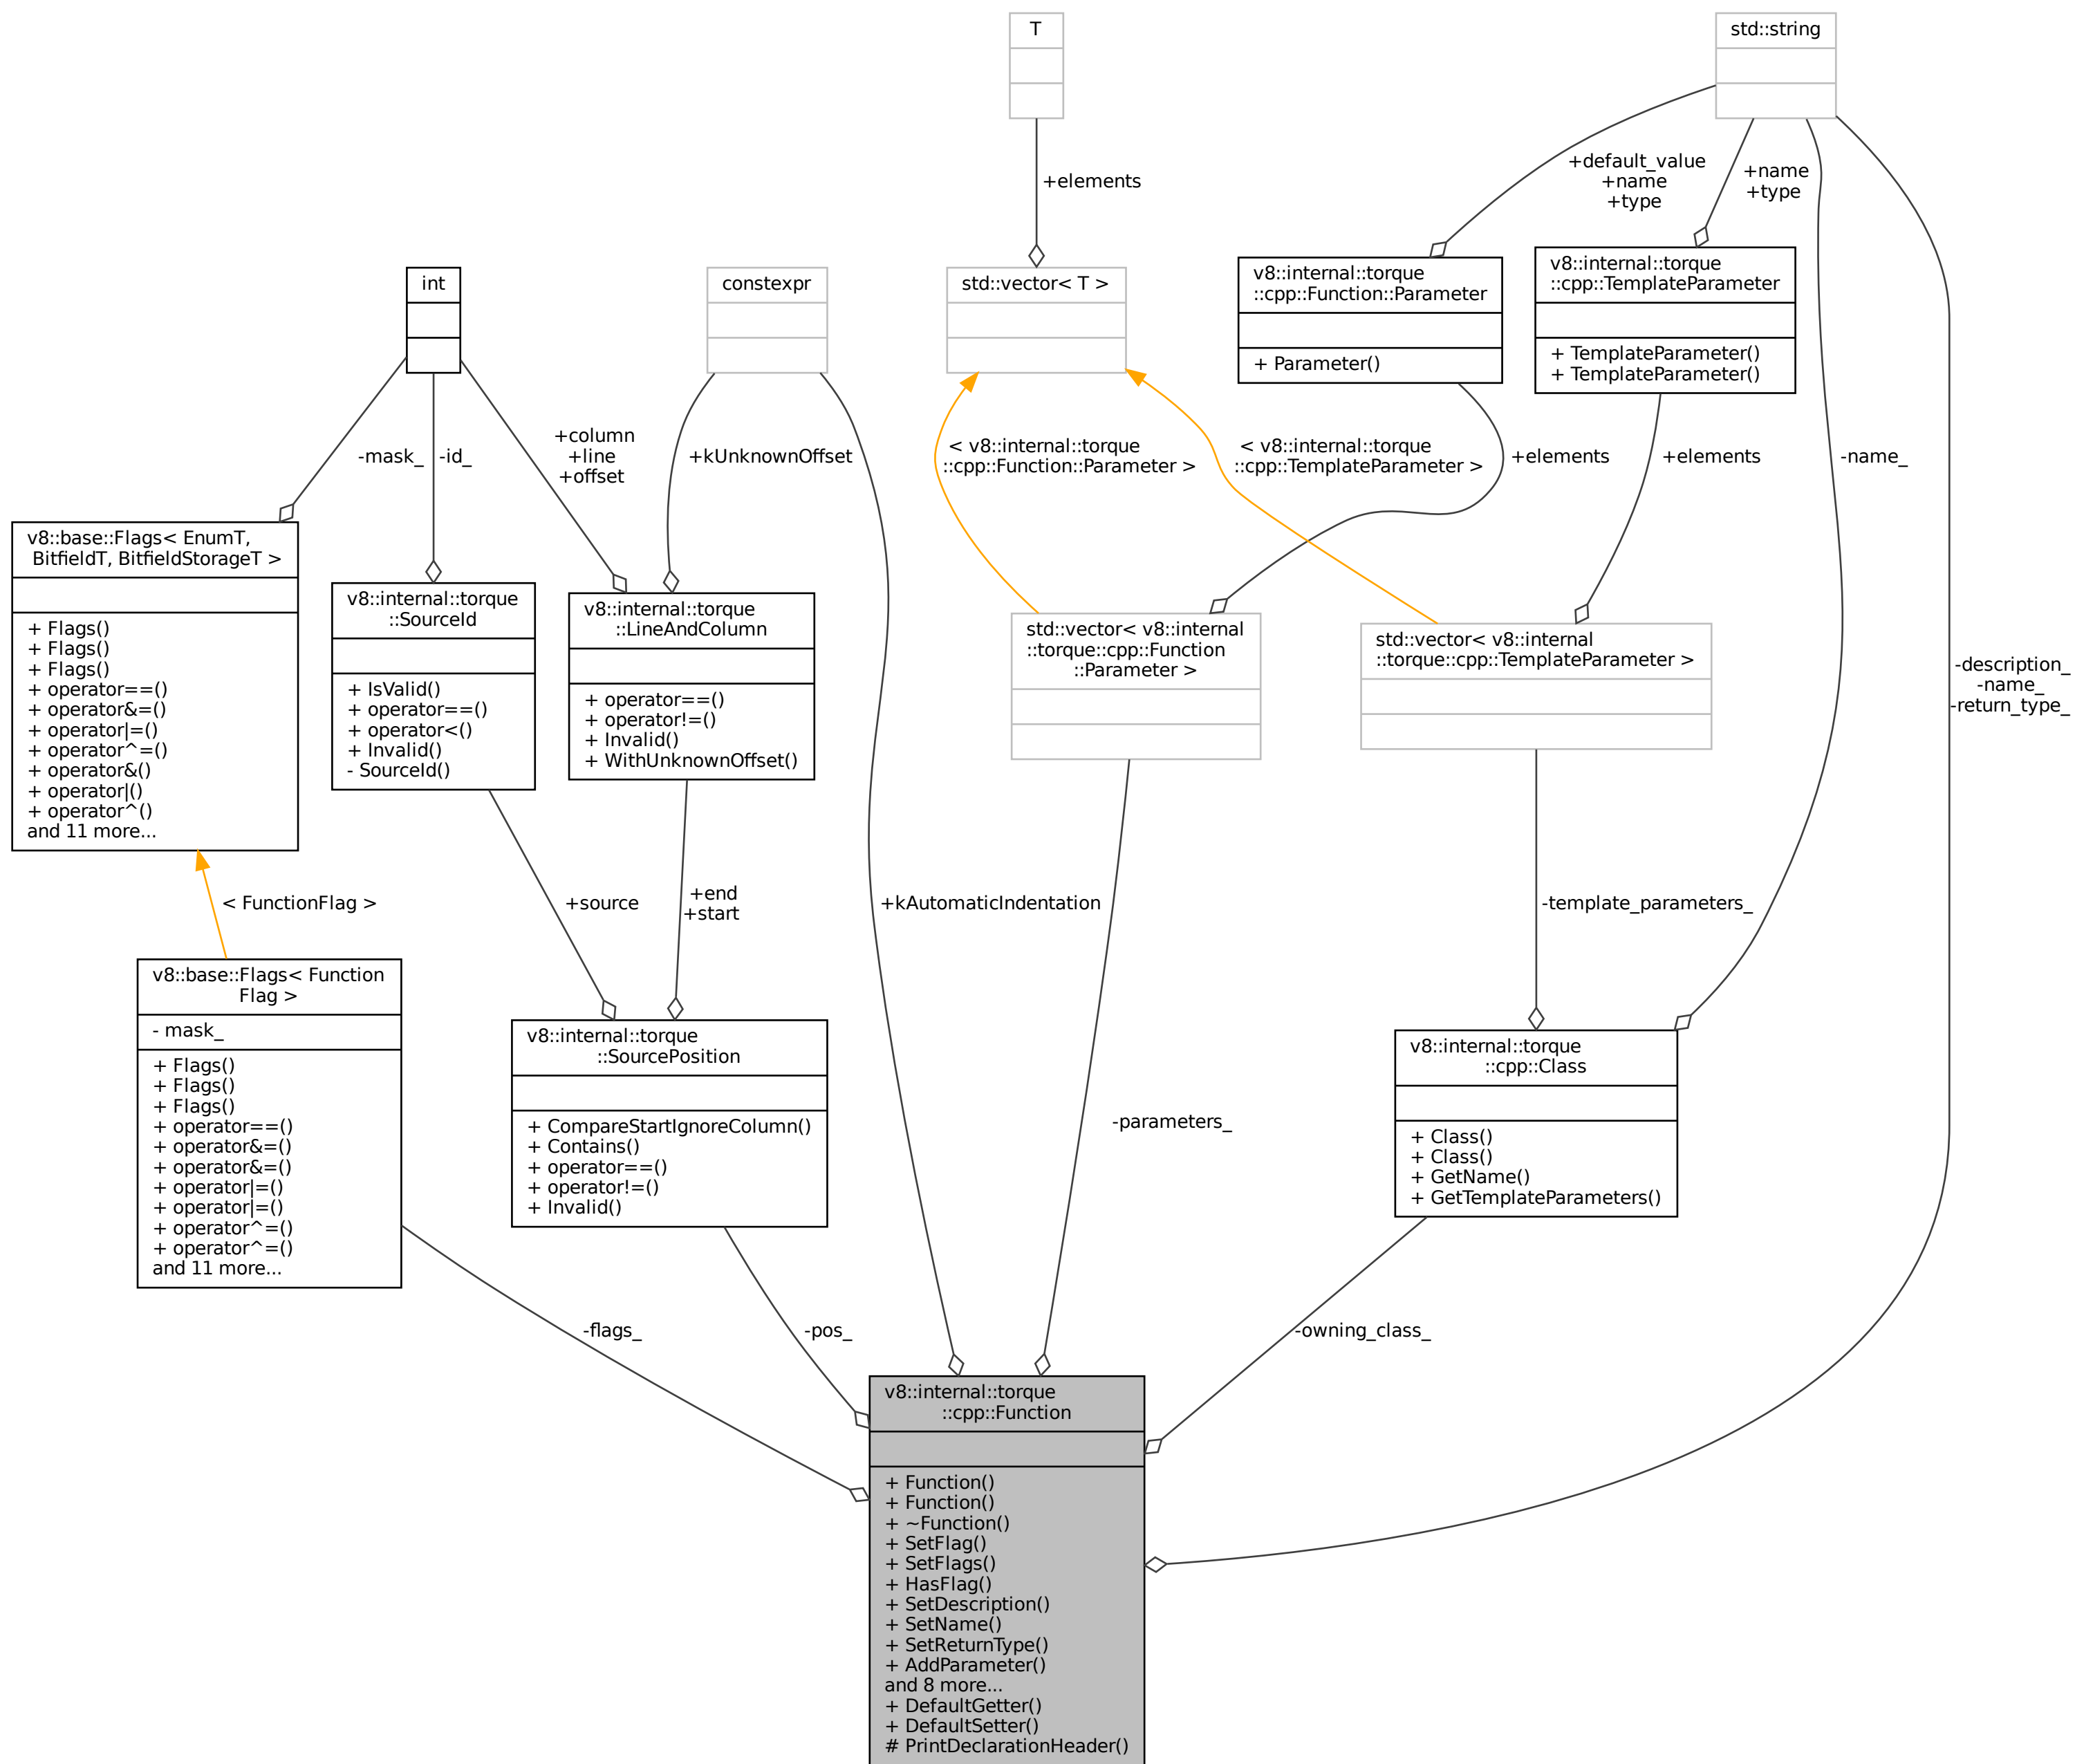 T
std::string
+elements
+default_value
+name
+type
+name
+type
int
constexpr
std::vector< T >
v8::internal::torque
::cpp::Function::Parameter
+ Parameter()
v8::internal::torque
::cpp::TemplateParameter
+ TemplateParameter()
+ TemplateParameter()
-mask_
-id_
+column
+line
+offset
+kUnknownOffset
< v8::internal::torque
::cpp::Function::Parameter >
< v8::internal::torque
::cpp::TemplateParameter >
+elements
+elements
-name_
v8::base::Flags< EnumT,
BitfieldT, BitfieldStorageT >
+ Flags()
+ Flags()
+ Flags()
+ operator==()
+ operator&=()
+ operator|=()
+ operator^=()
+ operator&()
+ operator|()
+ operator^()
and 11 more...
v8::internal::torque
::SourceId
+ IsValid()
+ operator==()
+ operator<()
+ Invalid()
- SourceId()
v8::internal::torque
::LineAndColumn
+ operator==()
+ operator!=()
+ Invalid()
+ WithUnknownOffset()
std::vector< v8::internal
::torque::cpp::Function
::Parameter >
std::vector< v8::internal
::torque::cpp::TemplateParameter >
-description_
-name_
-return_type_
< FunctionFlag >
+source
+end
+start
+kAutomaticIndentation
-template_parameters_
v8::base::Flags< Function
Flag >
- mask_
+ Flags()
+ Flags()
+ Flags()
+ operator==()
+ operator&=()
+ operator&=()
+ operator|=()
+ operator|=()
+ operator^=()
+ operator^=()
and 11 more...
v8::internal::torque
::SourcePosition
+ CompareStartIgnoreColumn()
+ Contains()
+ operator==()
+ operator!=()
+ Invalid()
-parameters_
v8::internal::torque
::cpp::Class
+ Class()
+ Class()
+ GetName()
+ GetTemplateParameters()
-flags_
-pos_
-owning_class_
v8::internal::torque
::cpp::Function
+ Function()
+ Function()
+ ~Function()
+ SetFlag()
+ SetFlags()
+ HasFlag()
+ SetDescription()
+ SetName()
+ SetReturnType()
+ AddParameter()
and 8 more...
+ DefaultGetter()
+ DefaultSetter()
# PrintDeclarationHeader()